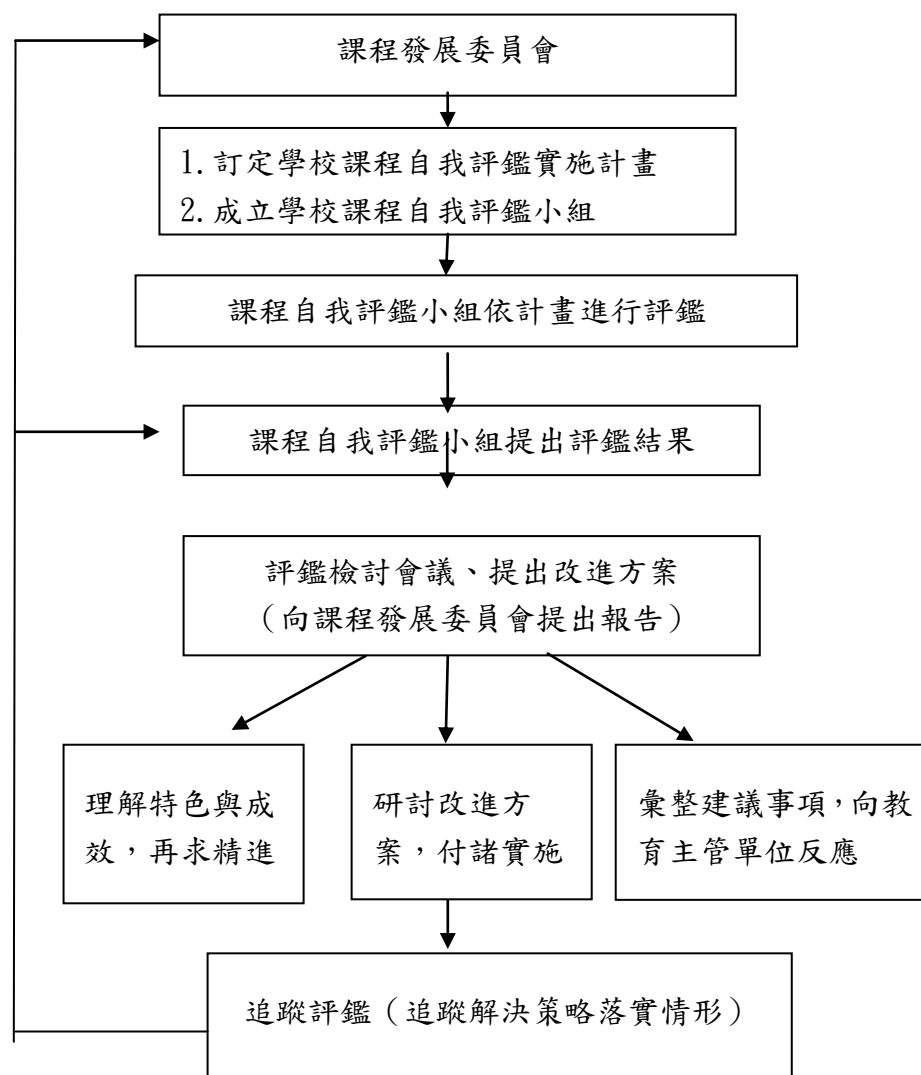 課程發展委員會
1.訂定學校課程自我評鑑實施計畫
2.成立學校課程自我評鑑小組
課程自我評鑑小組依計畫進行評鑑
課程自我評鑑小組提出評鑑結果
評鑑檢討會議、提出改進方案
（向課程發展委員會提出報告）
理解特色與成
效，再求精進
研討改進方
案，付諸實施
彙整建議事項，向教
育主管單位反應
追蹤評鑑（追蹤解決策略落實情形）